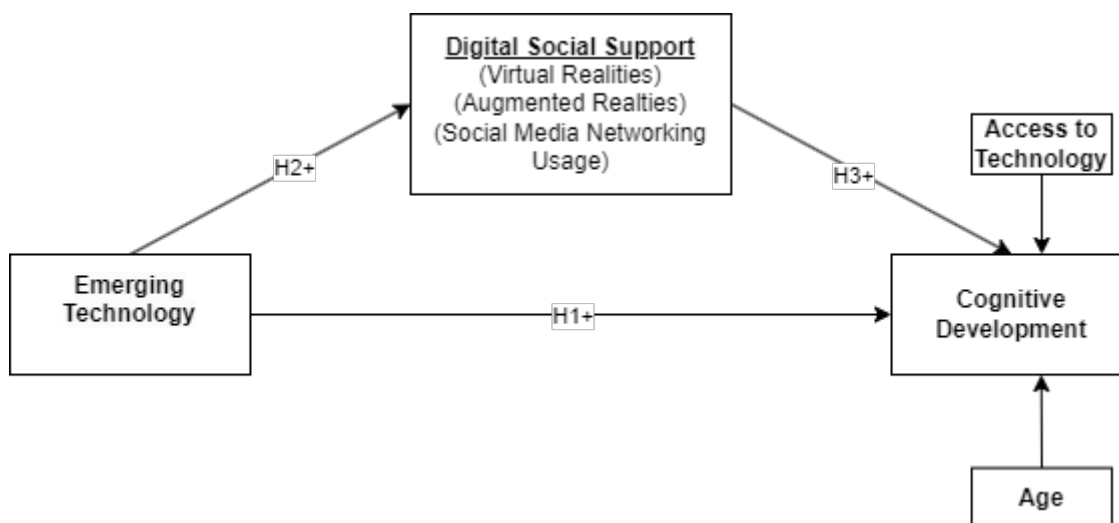 Digital Social Support
(Virtual Realities)
(Augmented Realties)
(Social Media Networking
Usage)
Access to
Technology
H2+
H3+
Emerging
Technology
H1+
Cognitive
Development
Age